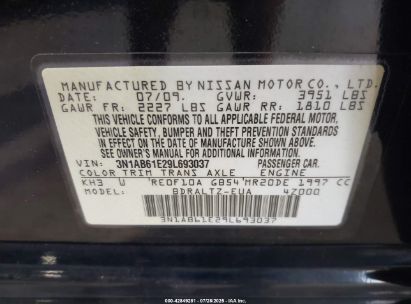 MANUFACTURED BY NISSAN MOTOR CO., LTD.
DATE: 07/09. GVWR: 3951 LBS
GAWR FR: 2227 LBS GAWR RR: 1810 LBS
THIS VEHICLE CONFORMS TO ALL APPLICABLE FEDERAL MOTOR
VEHICLE SAFETY, BUMPER AND THEFT PREVENTION STANDARDS
IN EFFECT ON THE DATE OF MANUFACTURE SHOWN ABOVE.
SEE OWNER'S MANUAL FOR ADDITIONAL INFORMATION.
VIN: 3N1AB61E29L693037 PASSENGER CAR.
COLOR TRIM TRANS AXLE ENGINE
KH3 W RE0F10A GB54 MR20DE 1997 CC
MODEL: BDRALTZ-EUA 47000
3N1AB61E29L693037